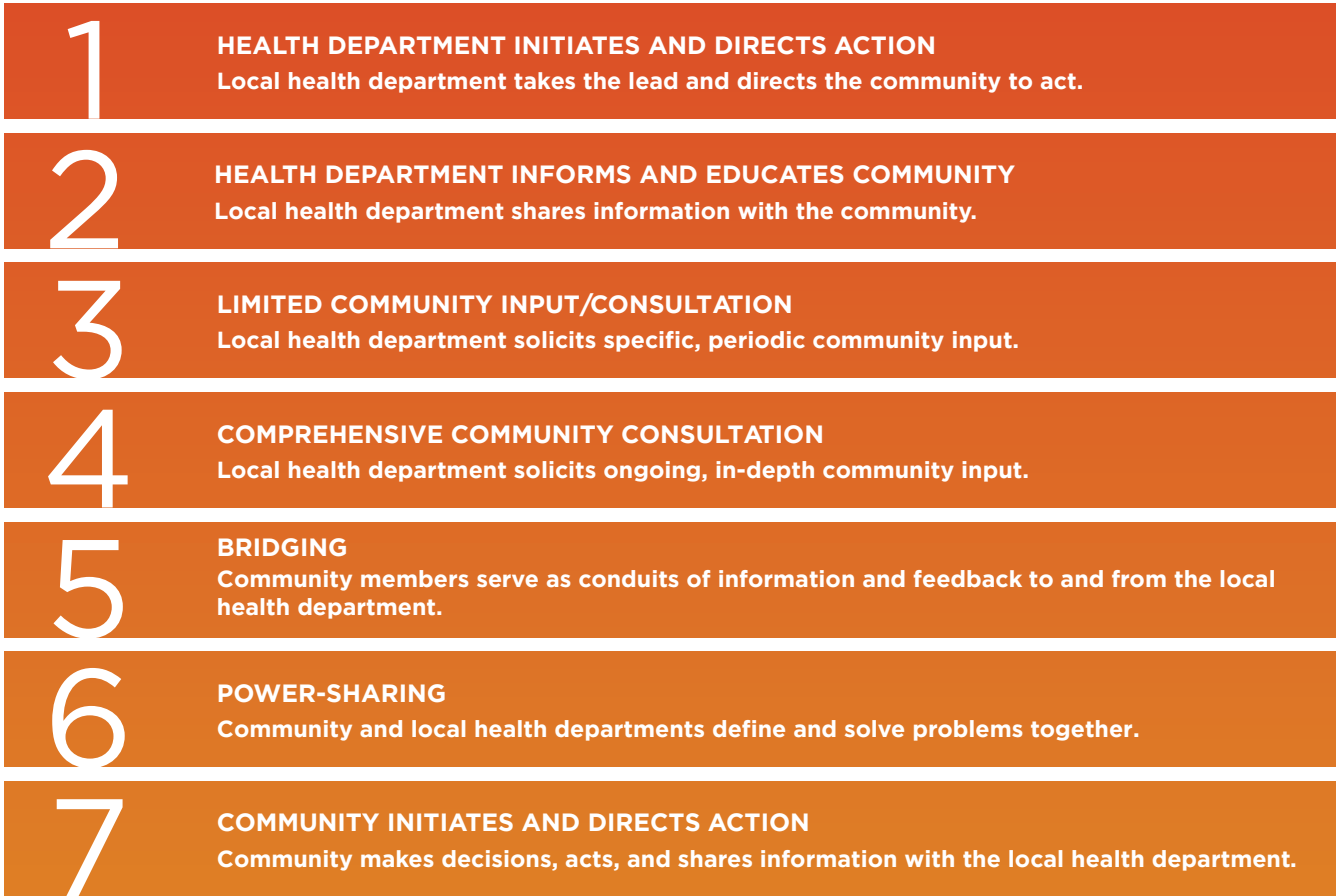 1
HEALTH DEPARTMENT INITIATES AND DIRECTS ACTION
Local health department takes the lead and directs the community to act.
2
HEALTH DEPARTMENT INFORMS AND EDUCATES COMMUNITY
Local health department shares information with the community.
3
LIMITED COMMUNITY INPUT/CONSULTATION
Local health department solicits specific, periodic community input.
4
COMPREHENSIVE COMMUNITY CONSULTATION
Local health department solicits ongoing, in-depth community input.
5
BRIDGING
Community members serve as conduits of information and feedback to and from the local
health department.
6
POWER-SHARING
Community and local health departments define and solve problems together.
7
COMMUNITY INITIATES AND DIRECTS ACTION
Community makes decisions, acts, and shares information with the local health department.